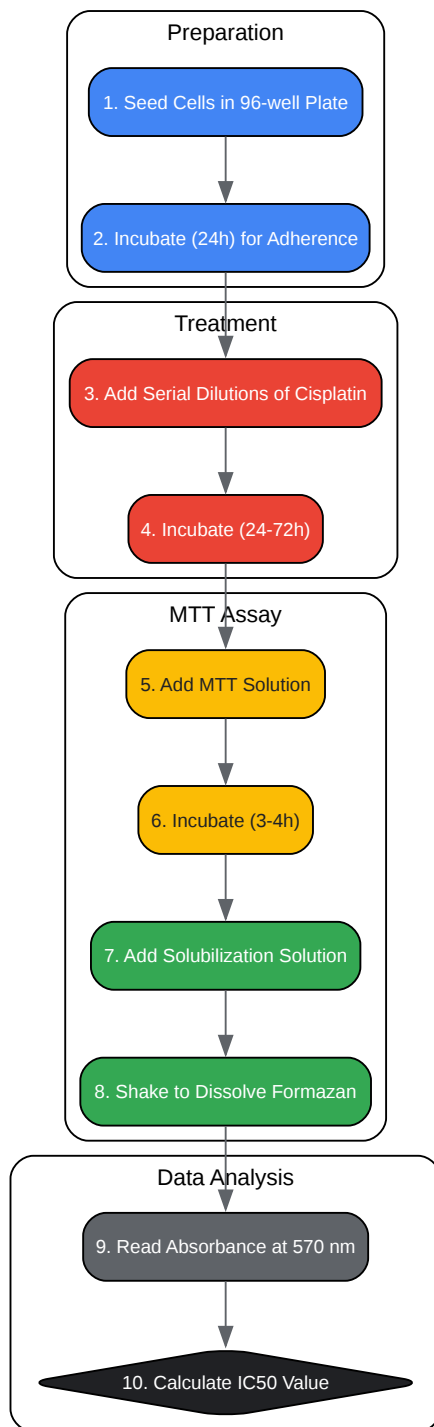 Preparation
1. Seed Cells in 96-well Plate
2. Incubate (24h) for Adherence
Treatment
3. Add Serial Dilutions of Cisplatin
4. Incubate (24-72h)
MTT Assay
5. Add MTT Solution
6. Incubate (3-4h)
7. Add Solubilization Solution
8. Shake to Dissolve Formazan
Data Analysis
9. Read Absorbance at 570 nm
10. Calculate IC50 Value